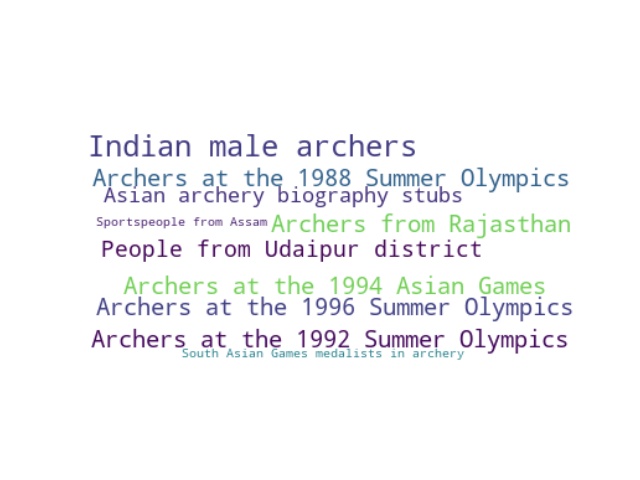 Indian male archers
Archers at the 1988 Summer Olympics
Asian archery biography stubs
Sportspeople from Assam Archers from Rajasthan
People from Udaipur district
Archers at the 1994 Asian Games
Archers at the 1996 Summer Olympics
Archers at the 1992 Summer Olympics
South Asian Games medalists in archery